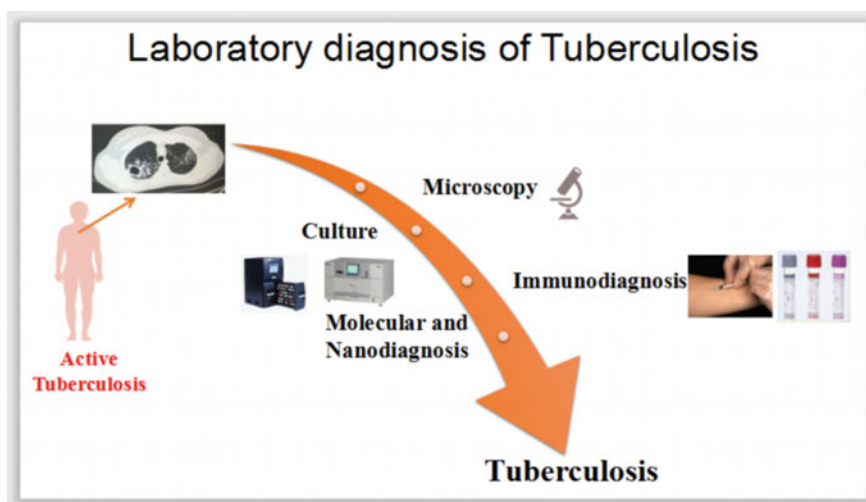 Laboratory diagnosis of Tuberculosis
Microscopy
Culture
Immunodiagnosis
Molecular and
Nanodiagnosis
Active
Tuberculosis
Tuberculosis